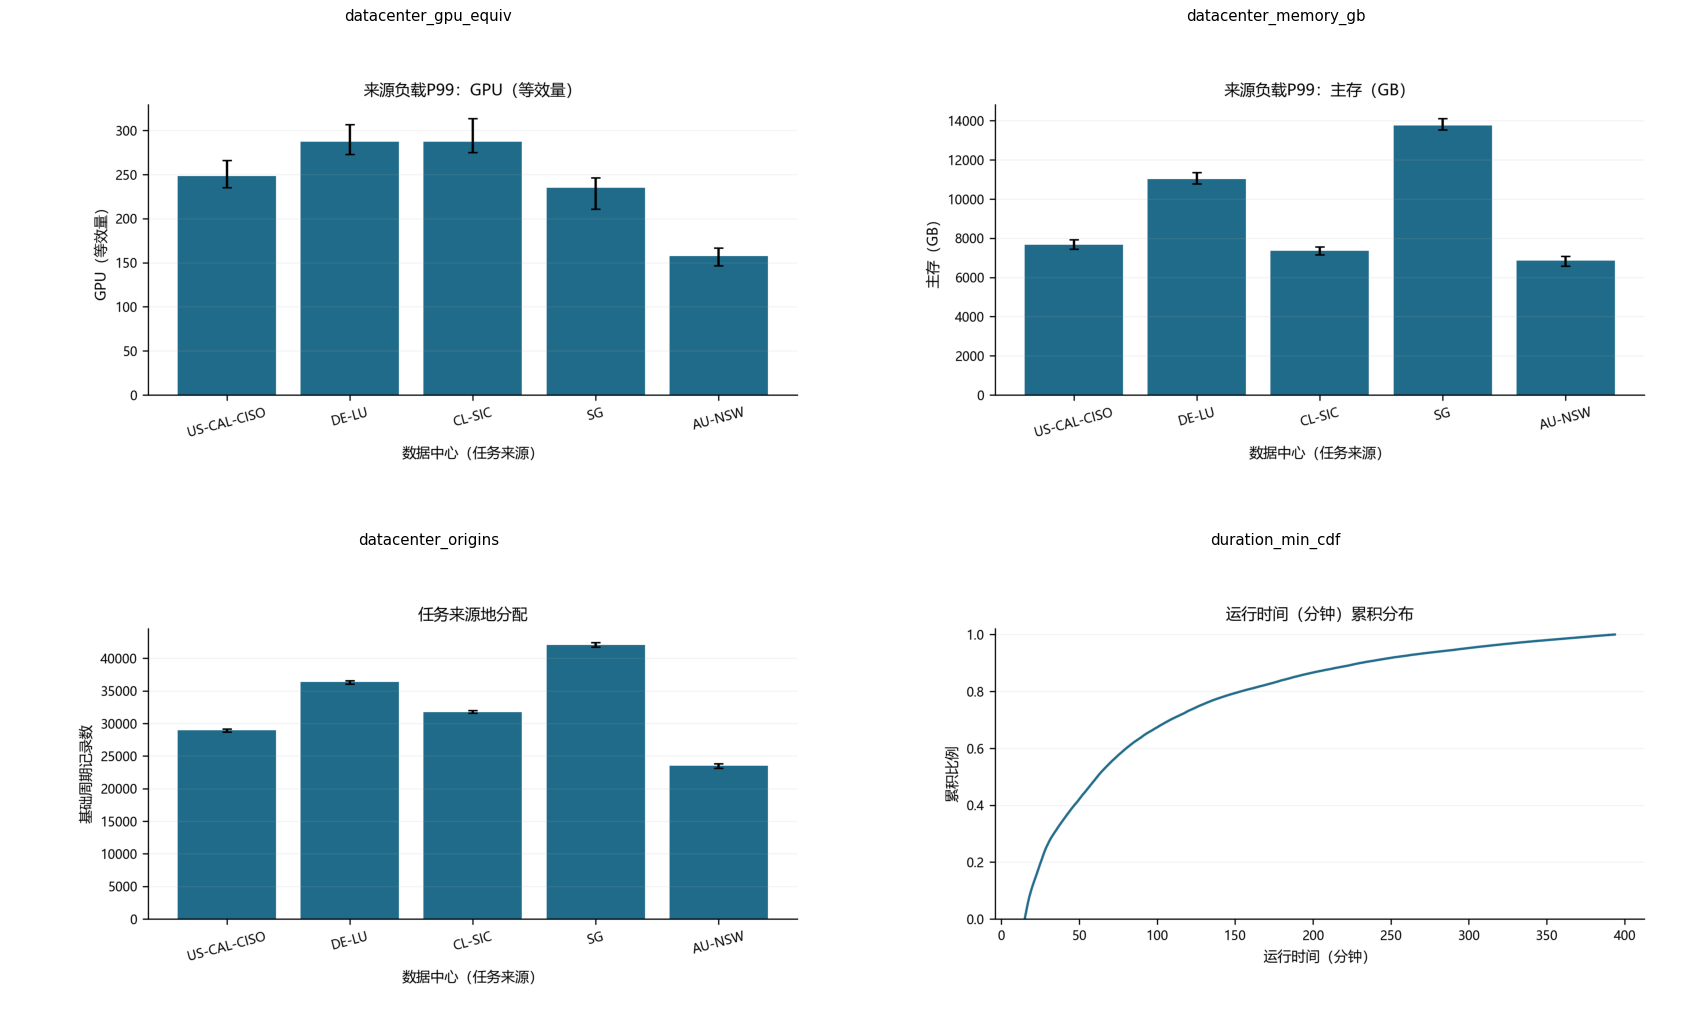 datacenter_gpu_equiv
来源负载P99：GPU（等效量）
GPU（等效量）
300
250
200
150
100
50
0
US-CAL-CISO
DE-LU
CL-SIC
SG
AU-NSW
数据中心（任务来源）
datacenter_memory_gb
来源负载P99：主存（GB）
主存（GB）
14000
12000
10000
8000
6000
4000
2000
0
US-CAL-CISO
DE-LU
CL-SIC
SG
AU-NSW
数据中心（任务来源）
datacenter_origins
任务来源地分配
基础周期记录数
40000
35000
30000
25000
20000
15000
10000
5000
0
US-CAL-CISO
DE-LU
CL-SIC
SG
AU-NSW
数据中心（任务来源）
duration_min_cdf
运行时间（分钟）累积分布
累积比例
1.0
0.8
0.6
0.4
0.2
0.0
0
50
100
150
200
250
300
350
400
运行时间（分钟）